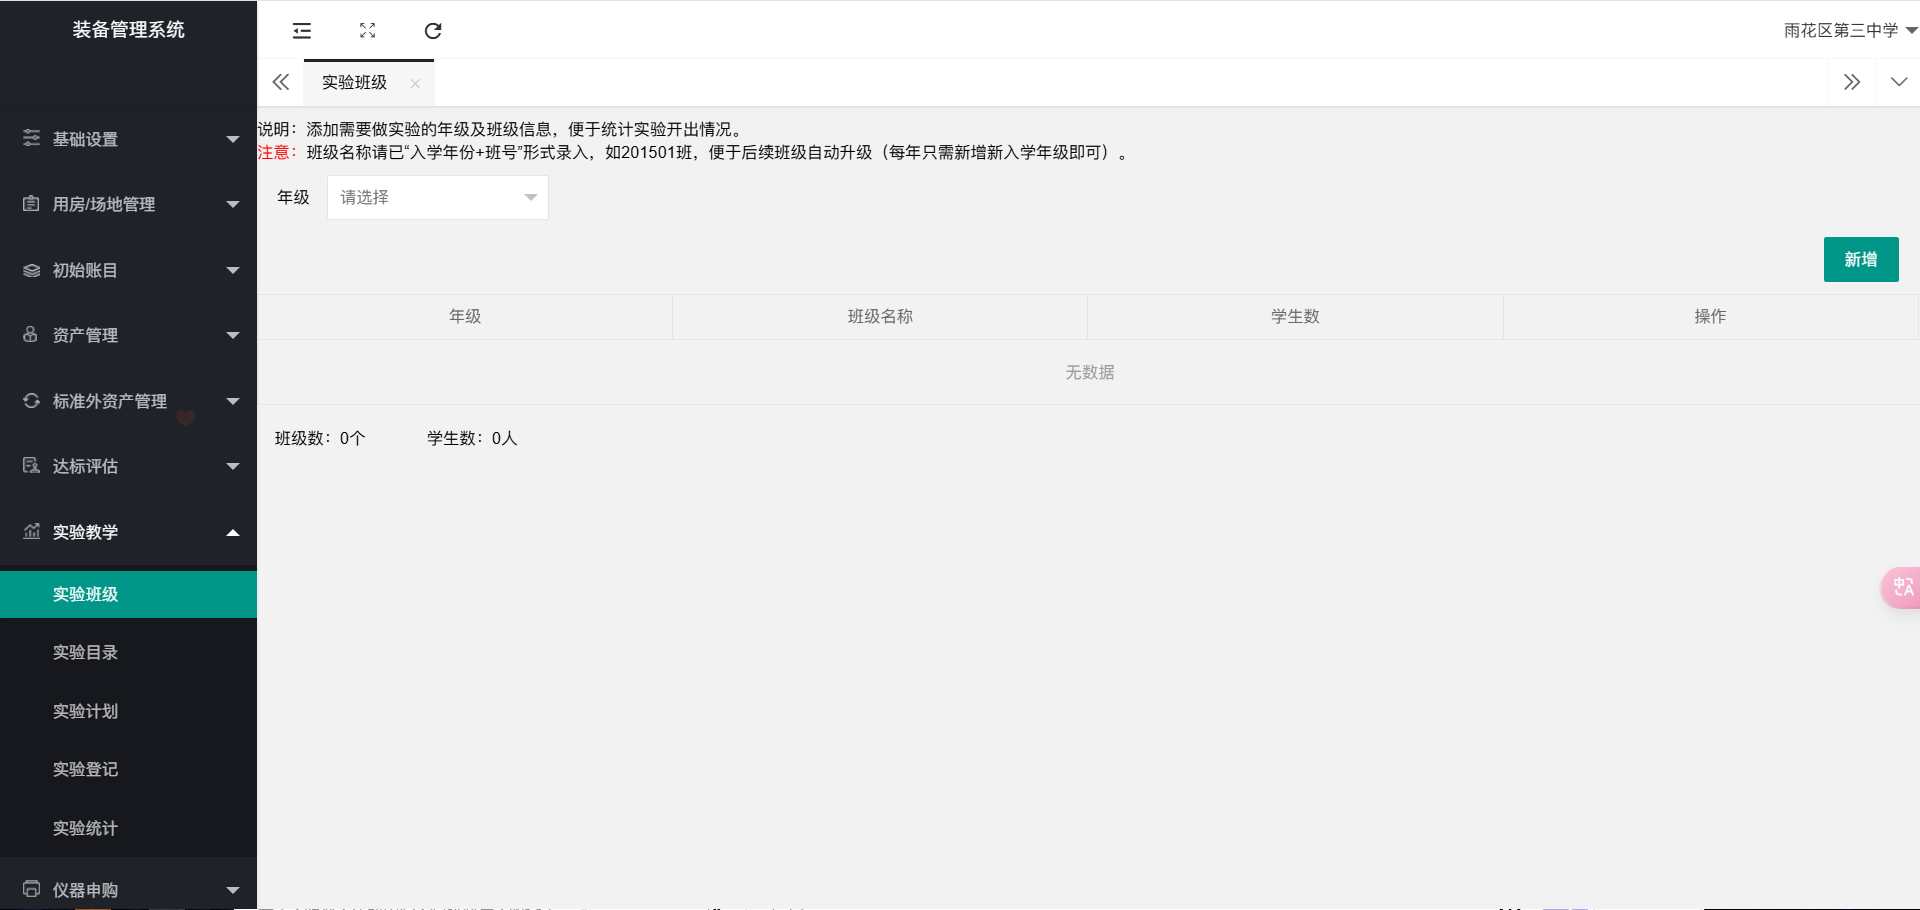 装备管理系统
雨花区第三中学
实验班级
基础设置
用房/场地管理
初始账目
资产管理
标准外资产管理
达标评估
实验教学
实验班级
实验目录
实验计划
实验登记
实验统计
仪器申购
说明：添加需要做实验的年级及班级信息，便于统计实验开出情况。
注意：班级名称请已“入学年份+班号”形式录入，如201501班，便于后续班级自动升级（每年只需新增新入学年级即可）。
年级 请选择
新增
年级 班级名称 学生数 操作
无数据
班级数：0个 学生数：0人
中A